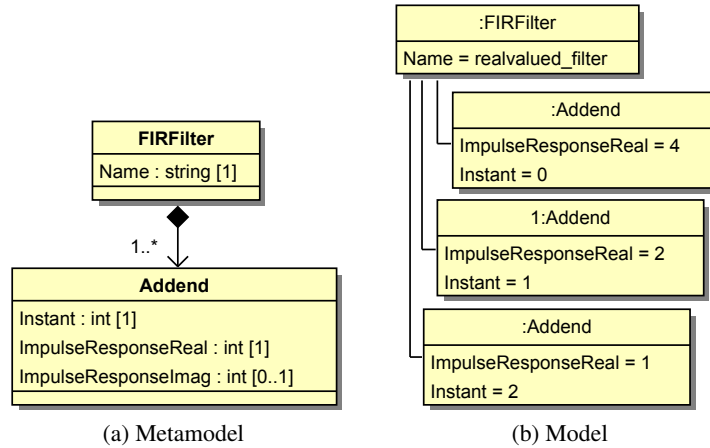 FIRFilter
Name : string [1]
1..*
Addend
Instant : int [1]
ImpulseResponseReal : int [1]
ImpulseResponseImag : int [0..1]
(a) Metamodel
:FIRFilter
Name = realvalued_filter
:Addend
ImpulseResponseReal = 4
Instant = 0
1:Addend
ImpulseResponseReal = 2
Instant = 1
:Addend
ImpulseResponseReal = 1
Instant = 2
(b) Model